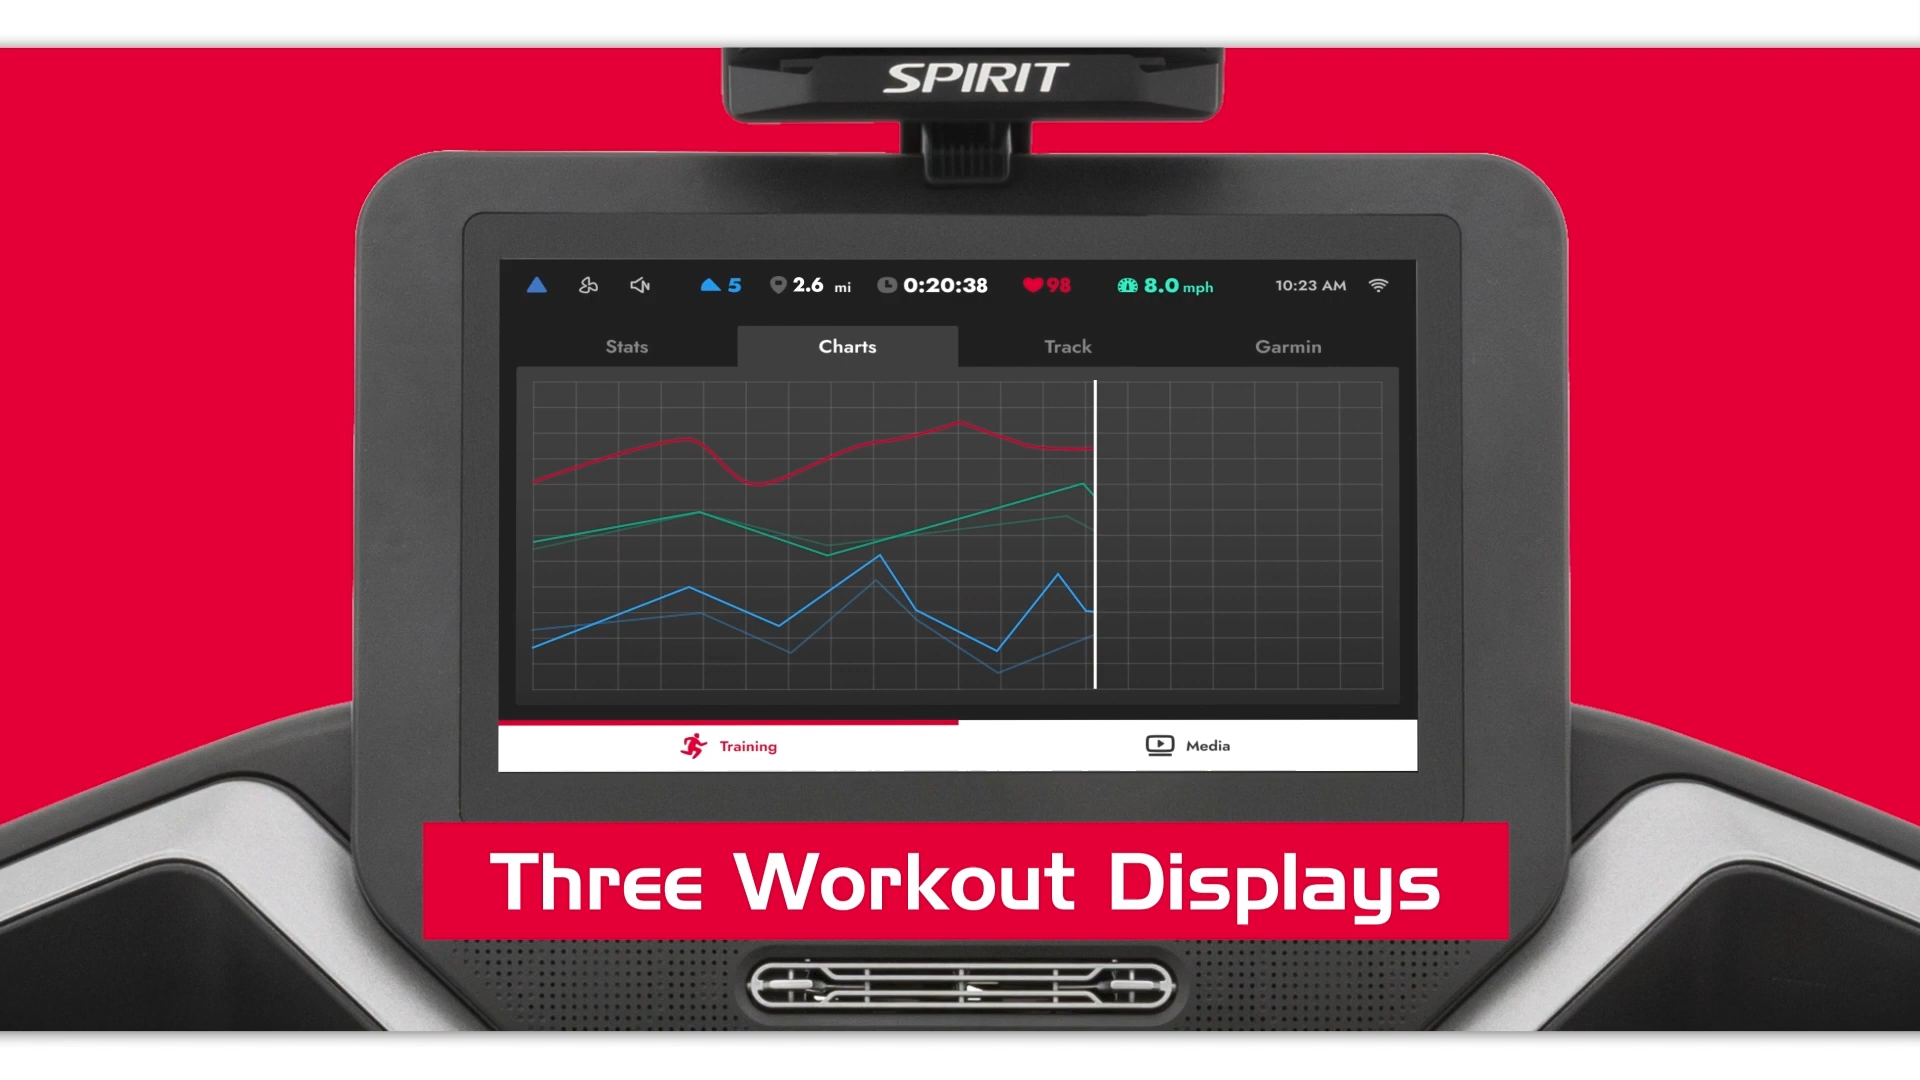 SPIRIT
5 2.6 mi 0:20:38 98 8.0 mph 10:23 AM
Stats Charts Track Garmin
Training Media
Three Workout Displays